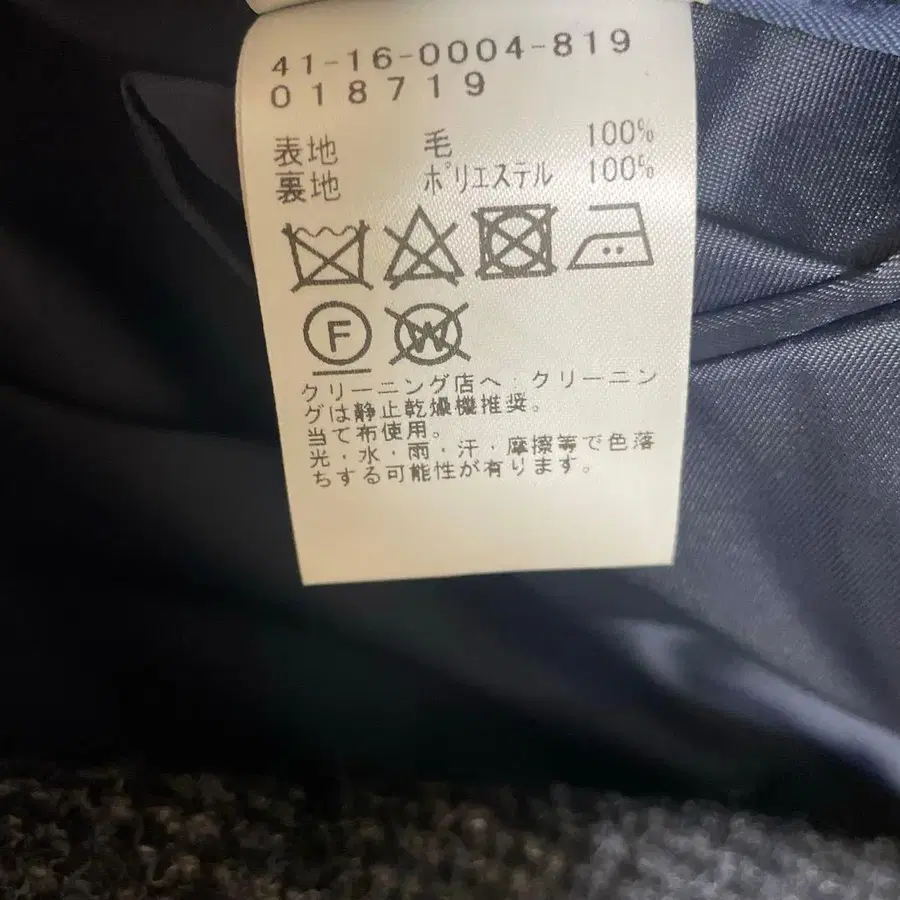 41-16-0004-819
018719
表地 毛 100%
裏地 ポリエステル 100%
F W
クリーニング店へ・クリーニン
グは静止乾燥機推奨。
当て布使用。
光・水・雨・汗・摩擦等で色落
ちする可能性が有ります。